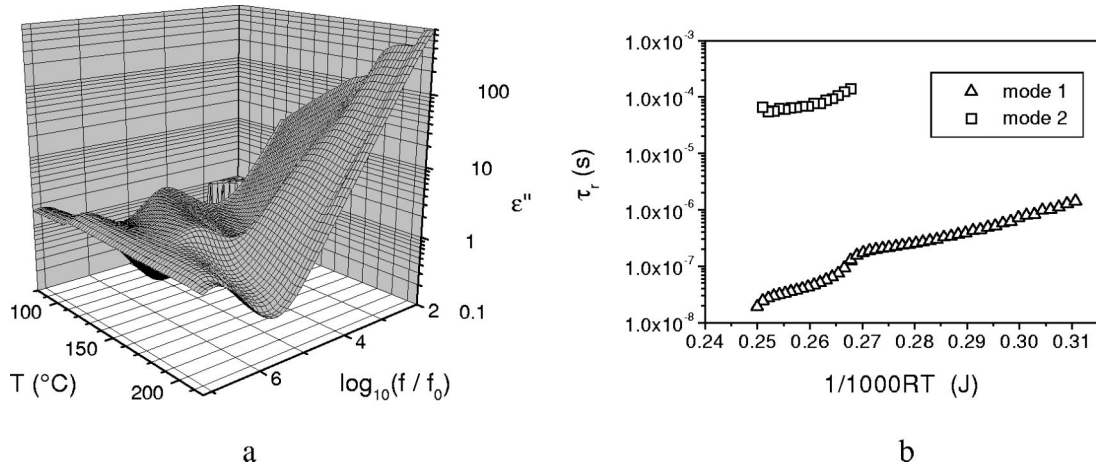 100
10
1
0.1
ε"
100
150
200
T (°C)
6
4
2
log10(f / f0)
a
1.0x10-3
1.0x10-4
1.0x10-5
1.0x10-6
1.0x10-7
1.0x10-8
τr (s)
mode 1
mode 2
0.24 0.25 0.26 0.27 0.28 0.29 0.30 0.31
1/1000RT (J)
b